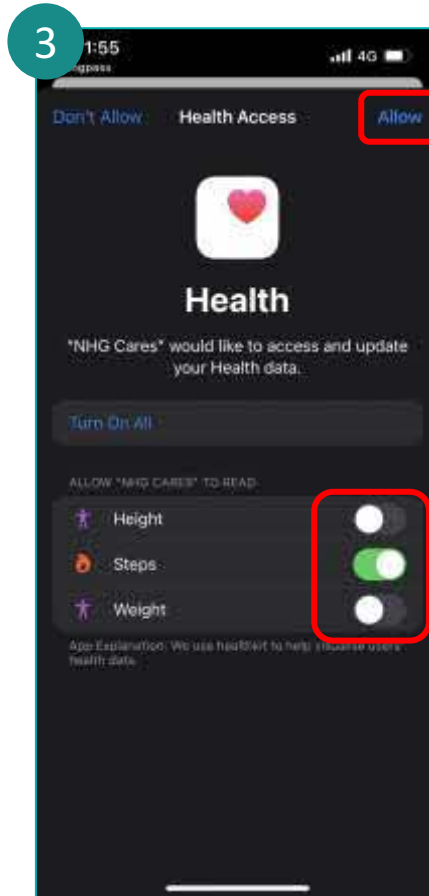 3
1:55
4G
Don't Allow Health Access Allow
Health
"NHG Cares" would like to access and update
your Health data.
Turn On All
ALLOW "NHG CARES" TO READ
Height
Steps
Weight
App Explanation: We use healthkit to help visualise users
health data.